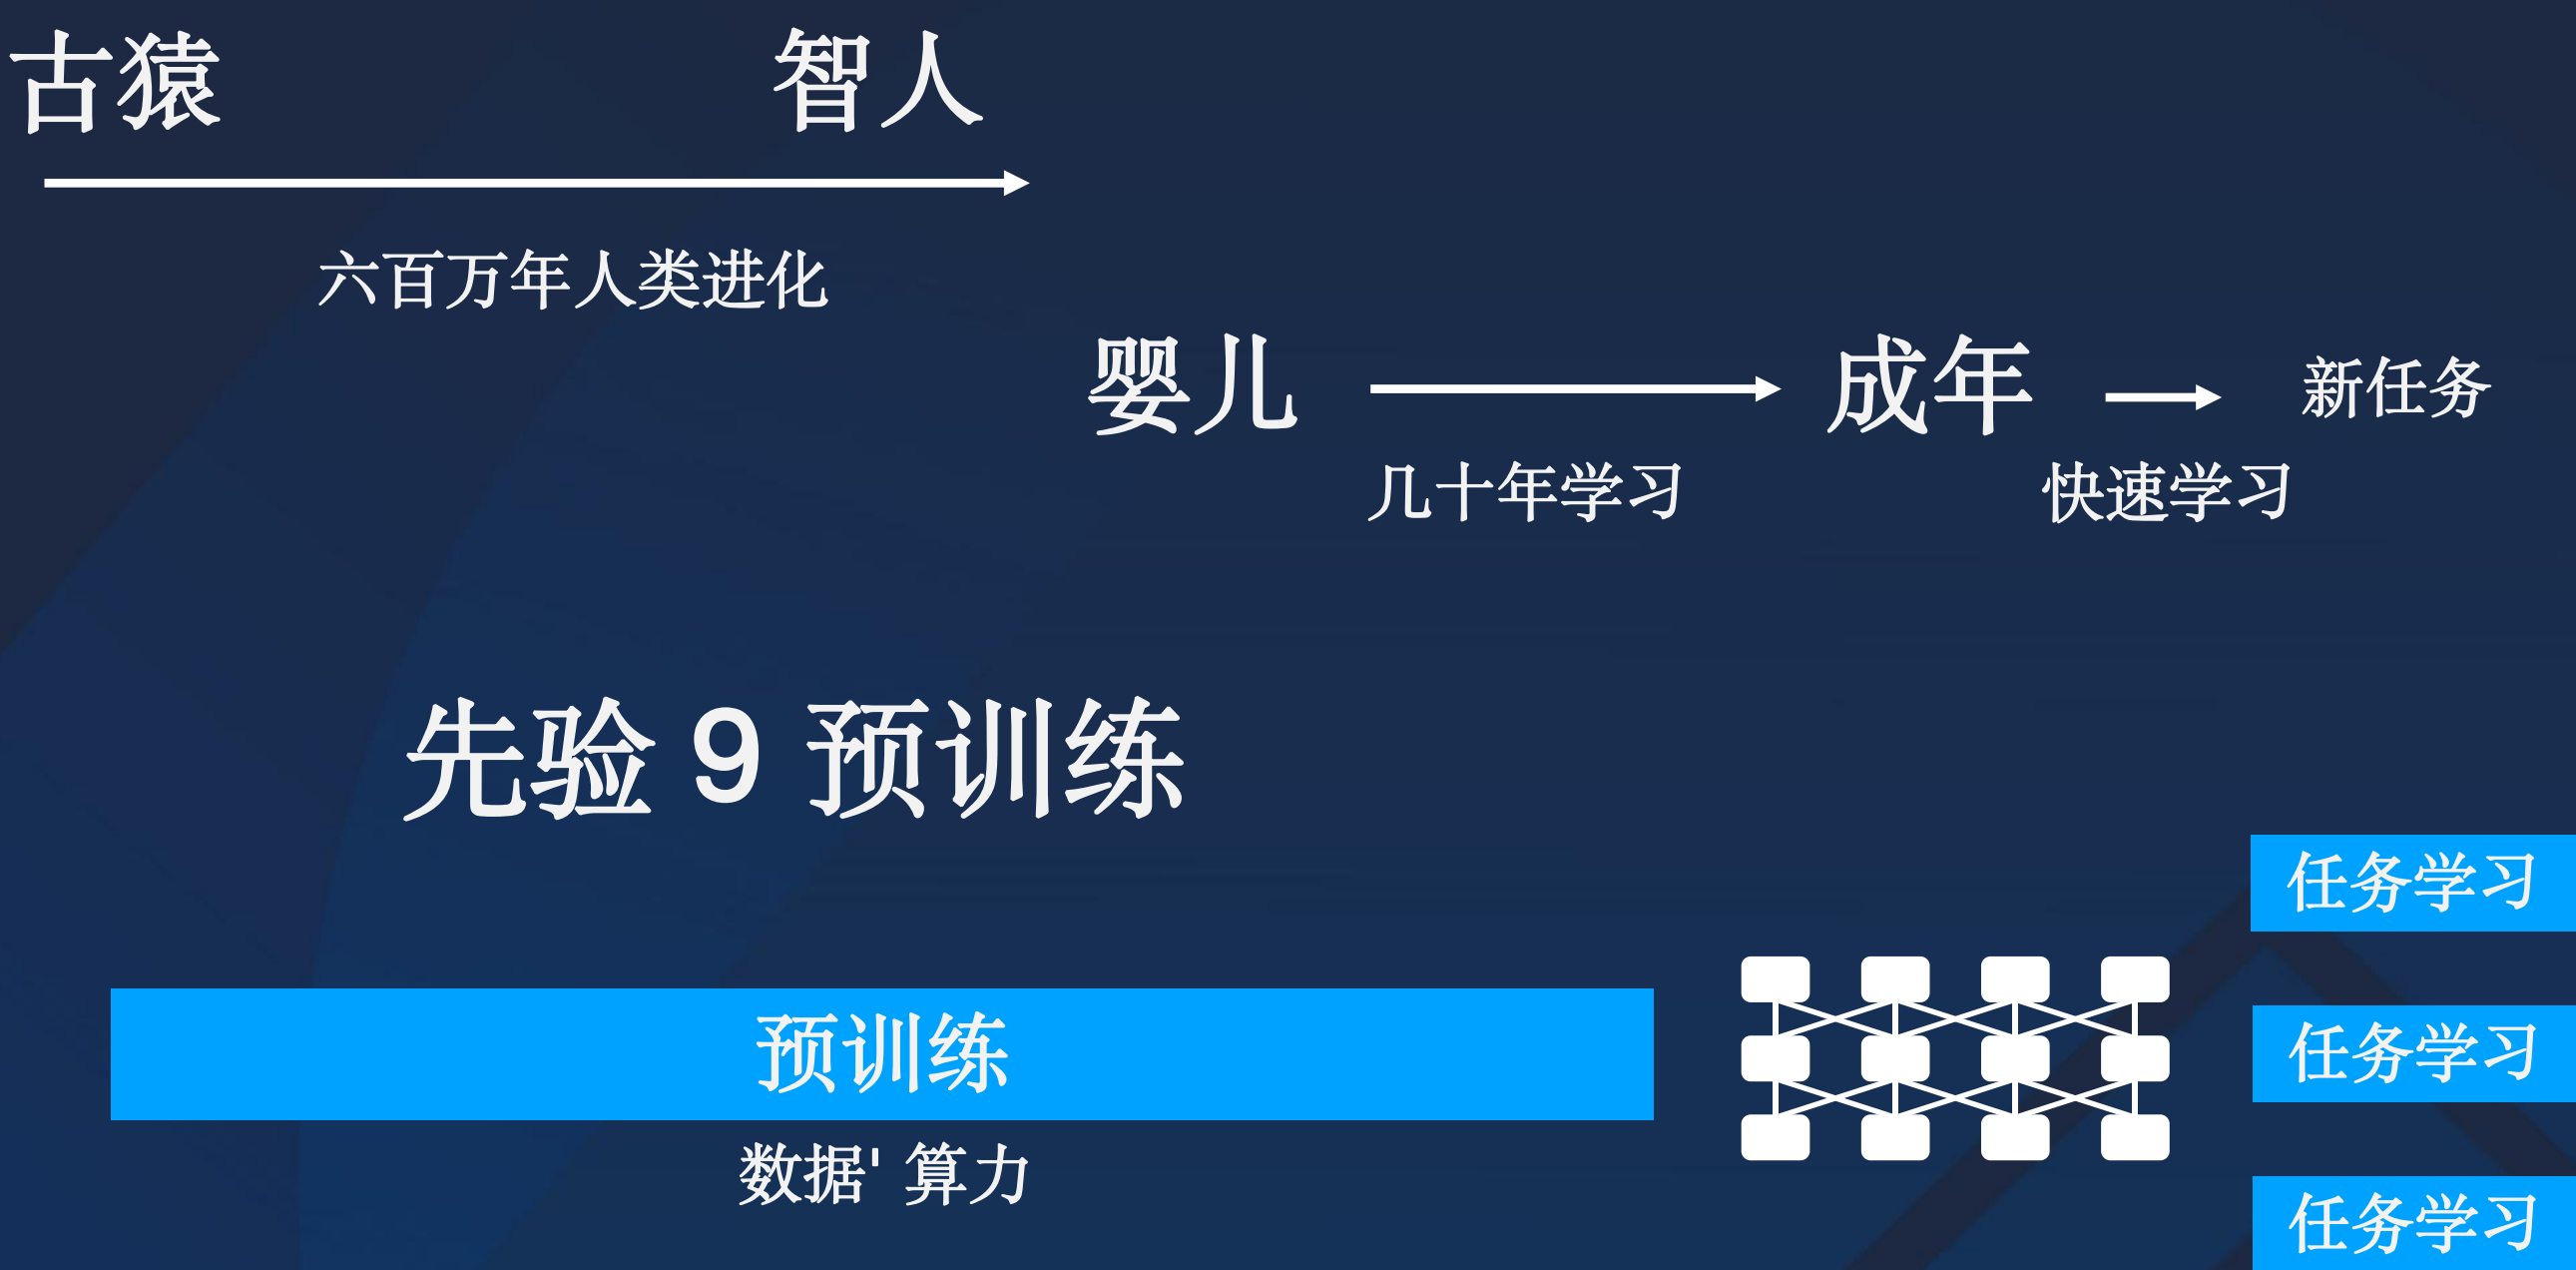 古猿 智人
六百万年人类进化
婴儿 成年 新任务
几十年学习 快速学习
先验 9 预训练
任务学习
预训练
任务学习
数据' 算力
任务学习